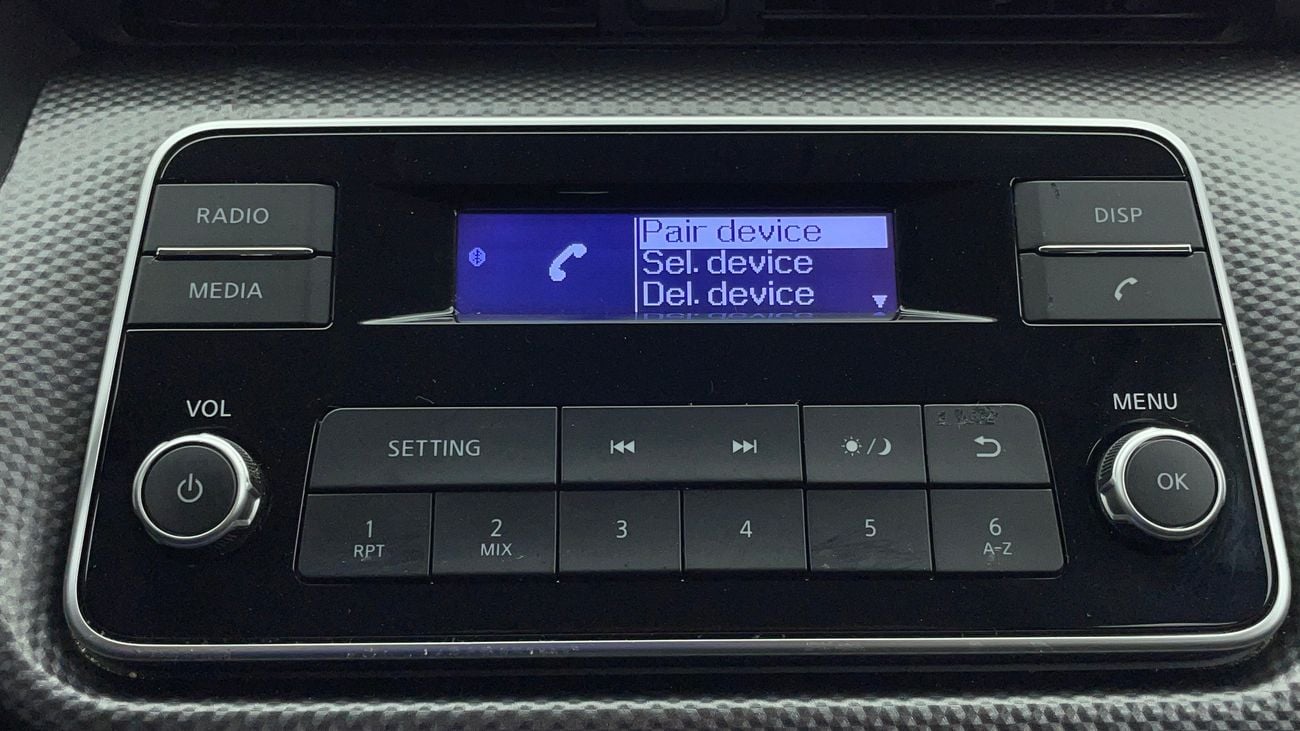 RADIO
MEDIA
Pair device
Sel. device
Del. device
DISP
VOL
MENU
SETTING
OK
1
RPT
2
MIX
3
4
5
6
A-Z